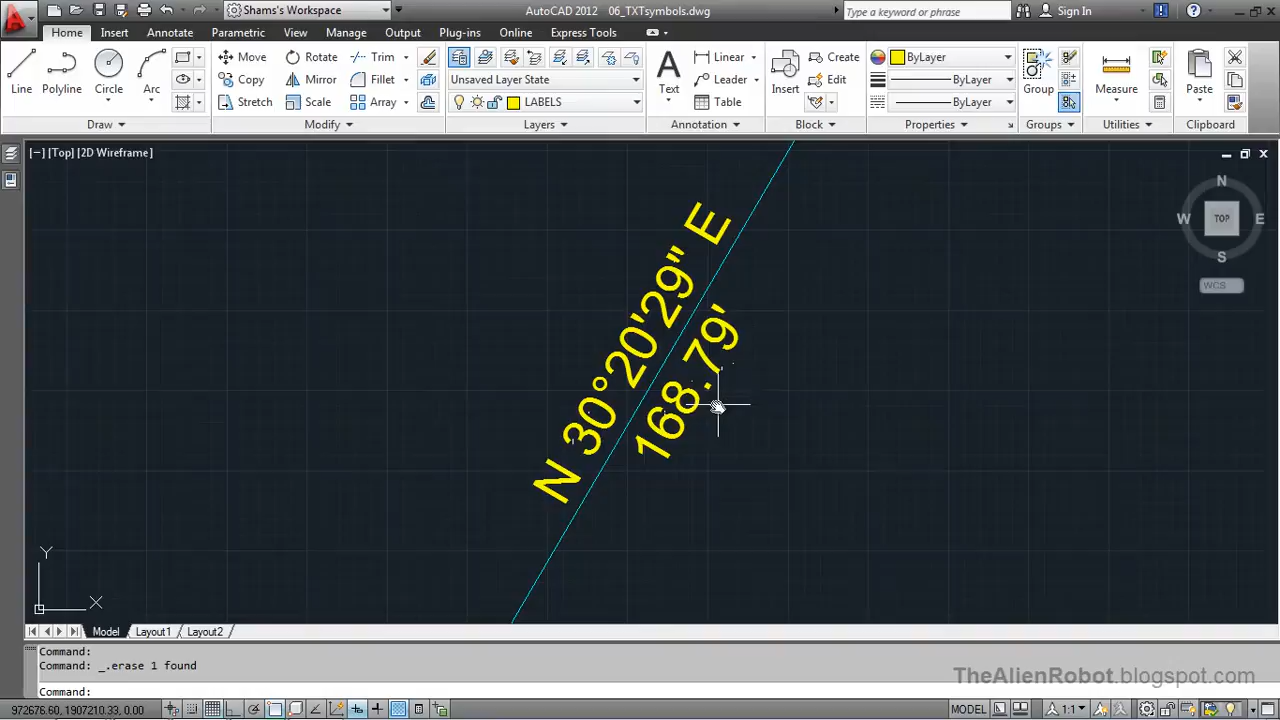 Shams's Workspace
AutoCAD 2012 06_TXTsymbols.dwg
Type a keyword or phrase
Sign In
Home Insert Annotate Parametric View Manage Output Plug-ins Online Express Tools
Line Polyline Circle Arc
Move Rotate Trim
Copy Mirror Fillet
Stretch Scale Array
Unsaved Layer State
LABELS
Text
Linear
Leader
Table
Insert
Create
Edit
ByLayer
ByLayer
ByLayer
Group
Measure
Paste
Draw Modify Layers Annotation Block Properties Groups Utilities Clipboard
[−] [Top] [2D Wireframe]
N
W TOP E
S
WCS
N 30°20'29" E
168.79'
Y
X
Model Layout1 Layout2
Command:
Command: _.erase 1 found
Command:
TheAlienRobot.blogspot.com
972676.60, 1907210.33, 0.00
MODEL
1:1